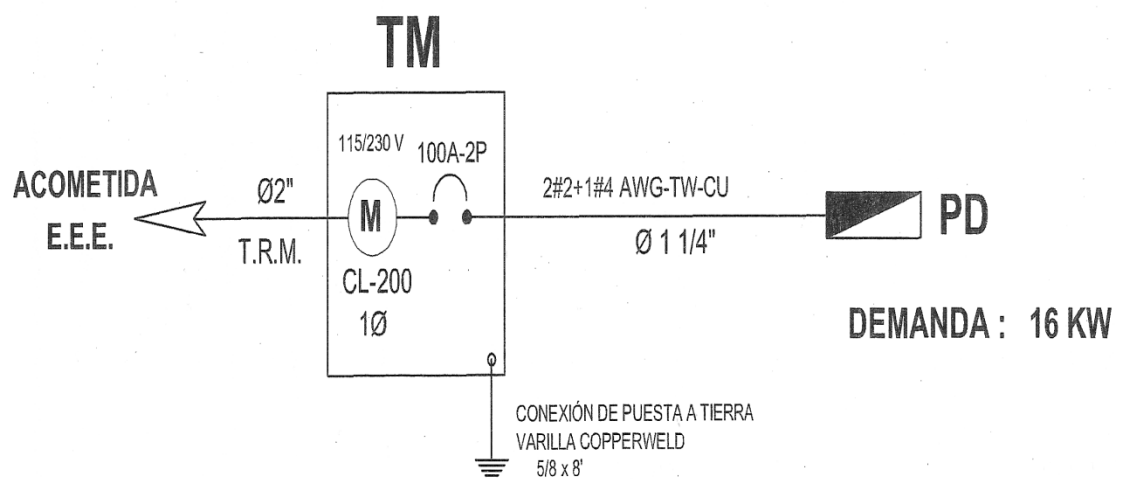 TM
115/230 V
100A-2P
ACOMETIDA
E.E.E.
Ø2"
T.R.M.
M
CL-200
1Ø
2#2+1#4 AWG-TW-CU
Ø 1 1/4"
PD
DEMANDA : 16 KW
CONEXIÓN DE PUESTA A TIERRA
VARILLA COPPERWELD
5/8 x 8'